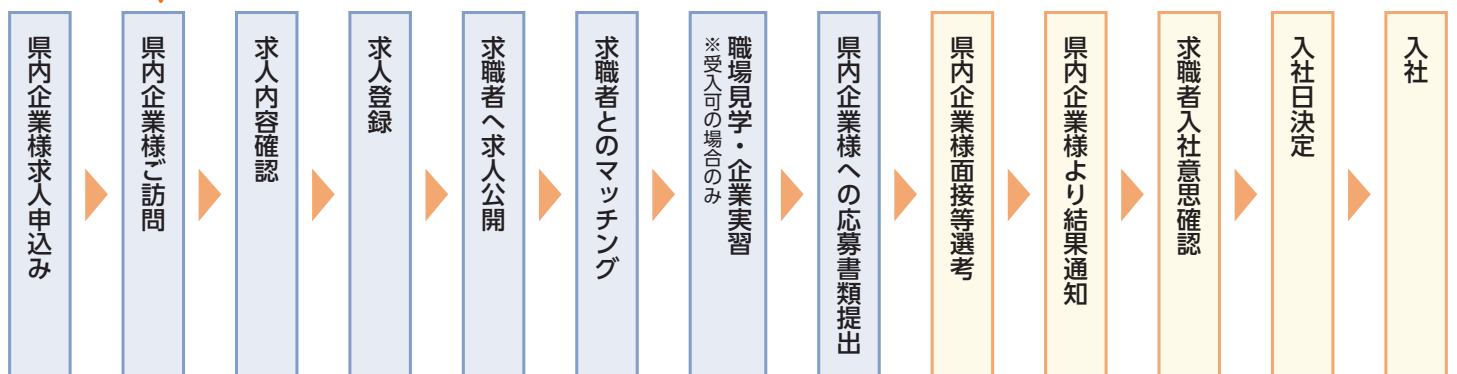 県内企業様求人申込み
県内企業様ご訪問
求人内容確認
求人登録
求職者へ求人公開
求職者とのマッチング
職場見学・企業実習
※受入可の場合のみ
県内企業様への応募書類提出
県内企業様面接等選考
県内企業様より結果通知
求職者入社意思確認
入社日決定
入社